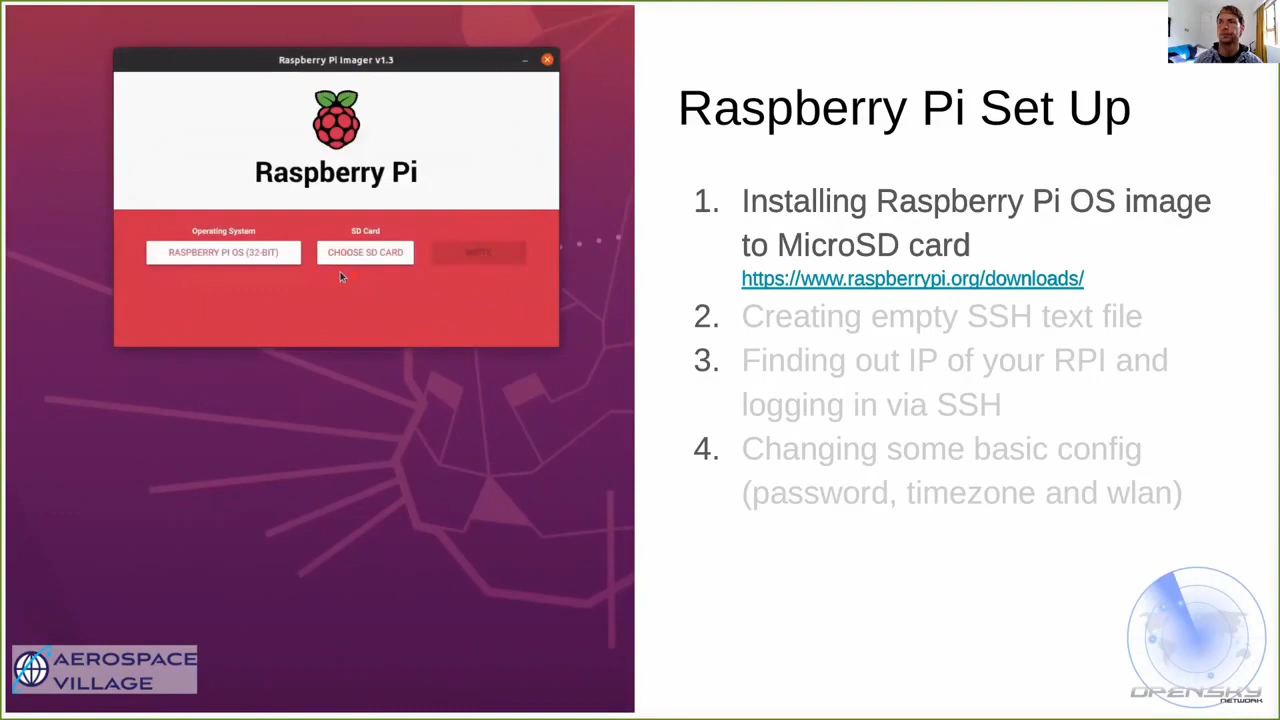 Raspberry Pi Imager v1.3
Raspberry Pi
Operating System
SD Card
RASPBERRY PI OS (32-BIT)
CHOOSE SD CARD
WRITE
AEROSPACE
VILLAGE
Raspberry Pi Set Up
1. Installing Raspberry Pi OS image
to MicroSD card
https://www.raspberrypi.org/downloads/
2. Creating empty SSH text file
3. Finding out IP of your RPI and
logging in via SSH
4. Changing some basic config
(password, timezone and wlan)
OPENSKY
NETWORK